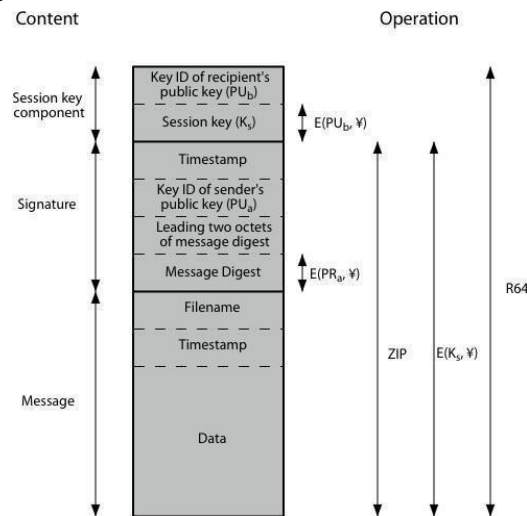 Content
Operation
Session key
component
Key ID of recipient's
public key (PUb)
Session key (Ks)
E(PUb, ¥)
Signature
Timestamp
Key ID of sender's
public key (PUa)
Leading two octets
of message digest
Message Digest
E(PRa, ¥)
Message
Filename
Timestamp
Data
ZIP
E(Ks, ¥)
R64